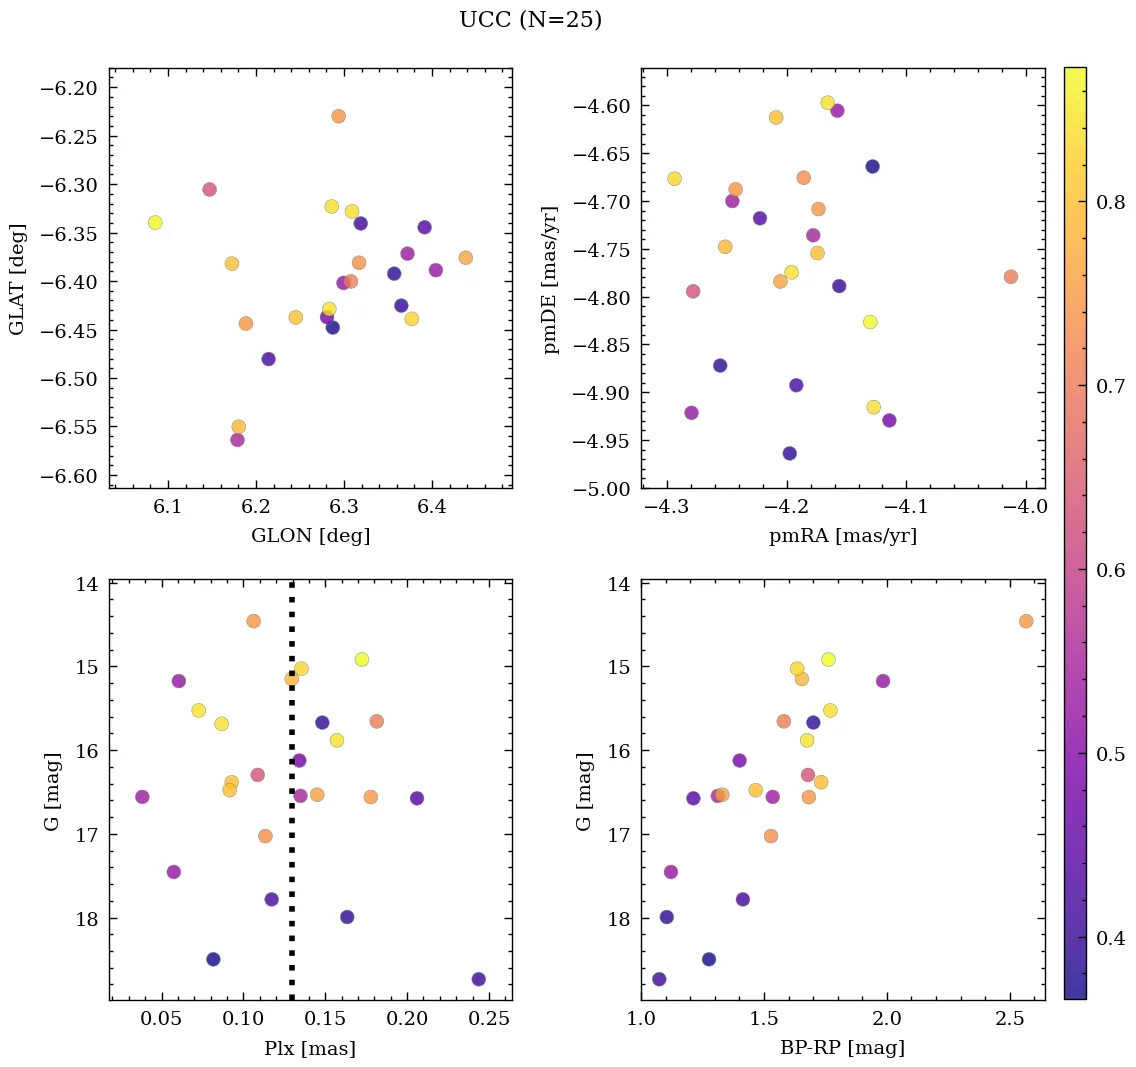 UCC (N=25)
−6.20
−6.25
−6.30
−6.35
−6.40
−6.45
−6.50
−6.55
−6.60
GLAT [deg]
6.1 6.2 6.3 6.4
GLON [deg]
−4.60
−4.65
−4.70
−4.75
−4.80
−4.85
−4.90
−4.95
−5.00
pmDE [mas/yr]
−4.3 −4.2 −4.1 −4.0
pmRA [mas/yr]
14
15
16
17
18
G [mag]
0.05 0.10 0.15 0.20 0.25
Plx [mas]
14
15
16
17
18
G [mag]
1.0 1.5 2.0 2.5
BP-RP [mag]
0.8
0.7
0.6
0.5
0.4